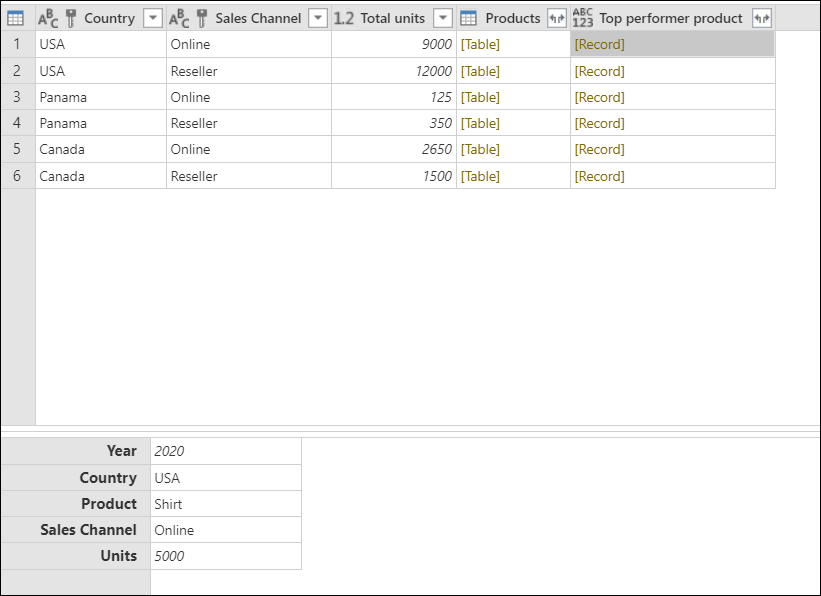 ABC Country ABC Sales Channel 1.2 Total units Products ABC 123 Top performer product
1 USA Online 9000 [Table] [Record]
2 USA Reseller 12000 [Table] [Record]
3 Panama Online 125 [Table] [Record]
4 Panama Reseller 350 [Table] [Record]
5 Canada Online 2650 [Table] [Record]
6 Canada Reseller 1500 [Table] [Record]
Year 2020
Country USA
Product Shirt
Sales Channel Online
Units 5000